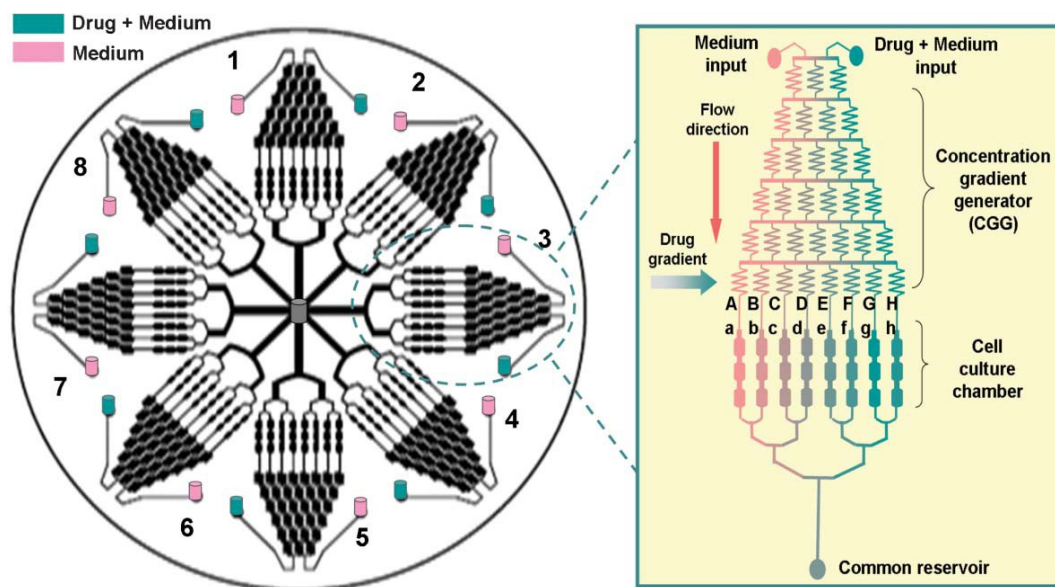 Drug + Medium
Medium
1
2
3
4
5
6
7
8
Medium
input
Drug + Medium
input
Flow
direction
Concentration
gradient
generator
(CGG)
Drug
gradient
A B C D E F G H
a b c d e f g h
Cell
culture
chamber
Common reservoir